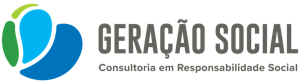 GERAÇÃO SOCIAL
Consultoria em Responsabilidade Social